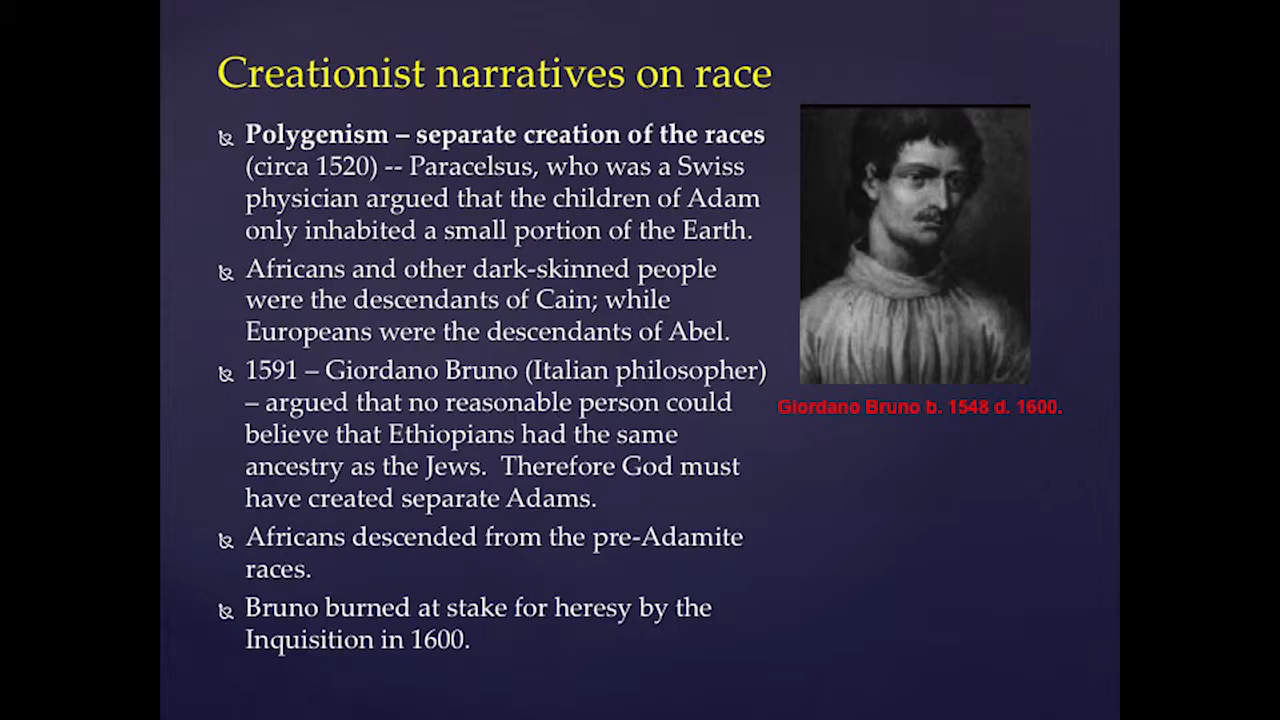 Creationist narratives on race
Polygenism – separate creation of the races
(circa 1520) -- Paracelsus, who was a Swiss
physician argued that the children of Adam
only inhabited a small portion of the Earth.
Africans and other dark-skinned people
were the descendants of Cain; while
Europeans were the descendants of Abel.
1591 – Giordano Bruno (Italian philosopher)
– argued that no reasonable person could
believe that Ethiopians had the same
ancestry as the Jews.  Therefore God must
have created separate Adams.
Africans descended from the pre-Adamite
races.
Bruno burned at stake for heresy by the
Inquisition in 1600.
Giordano Bruno b. 1548 d. 1600.